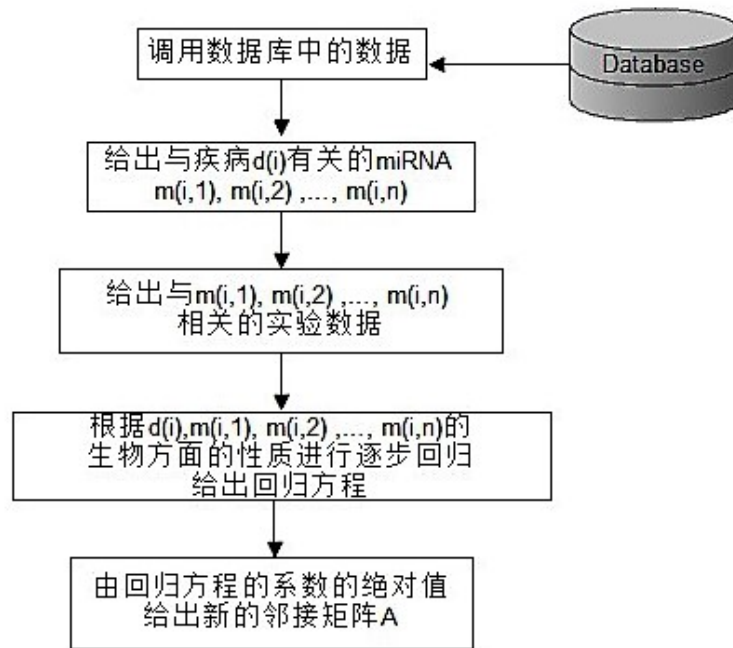 调用数据库中的数据
Database
给出与疾病d(i)有关的miRNA
m(i,1), m(i,2) ,..., m(i,n)
给出与m(i,1), m(i,2) ,..., m(i,n)
相关的实验数据
根据d(i),m(i,1), m(i,2) ,..., m(i,n)的
生物方面的性质进行逐步回归
给出回归方程
由回归方程的系数的绝对值
给出新的邻接矩阵A